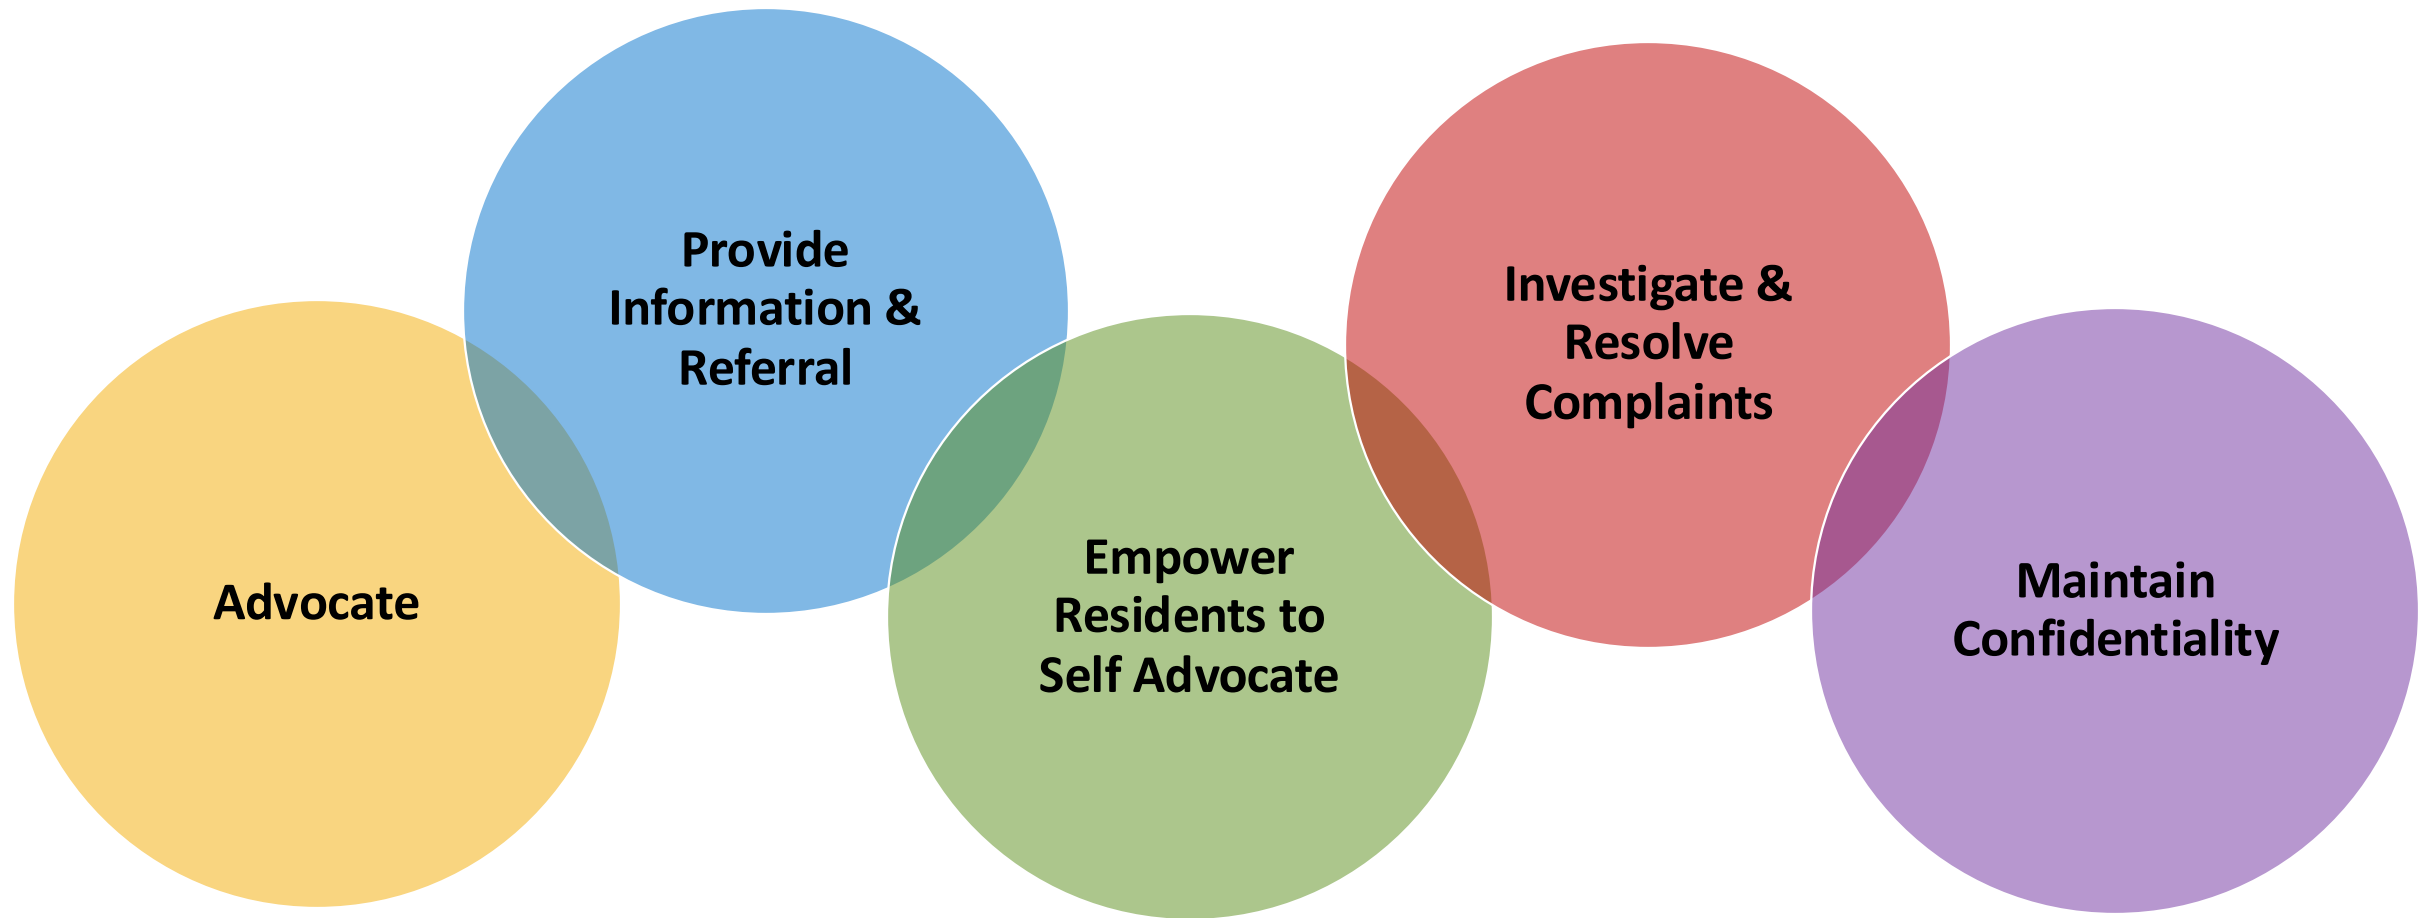 Advocate
Provide
Information &
Referral
Empower
Residents to
Self Advocate
Investigate &
Resolve
Complaints
Maintain
Confidentiality